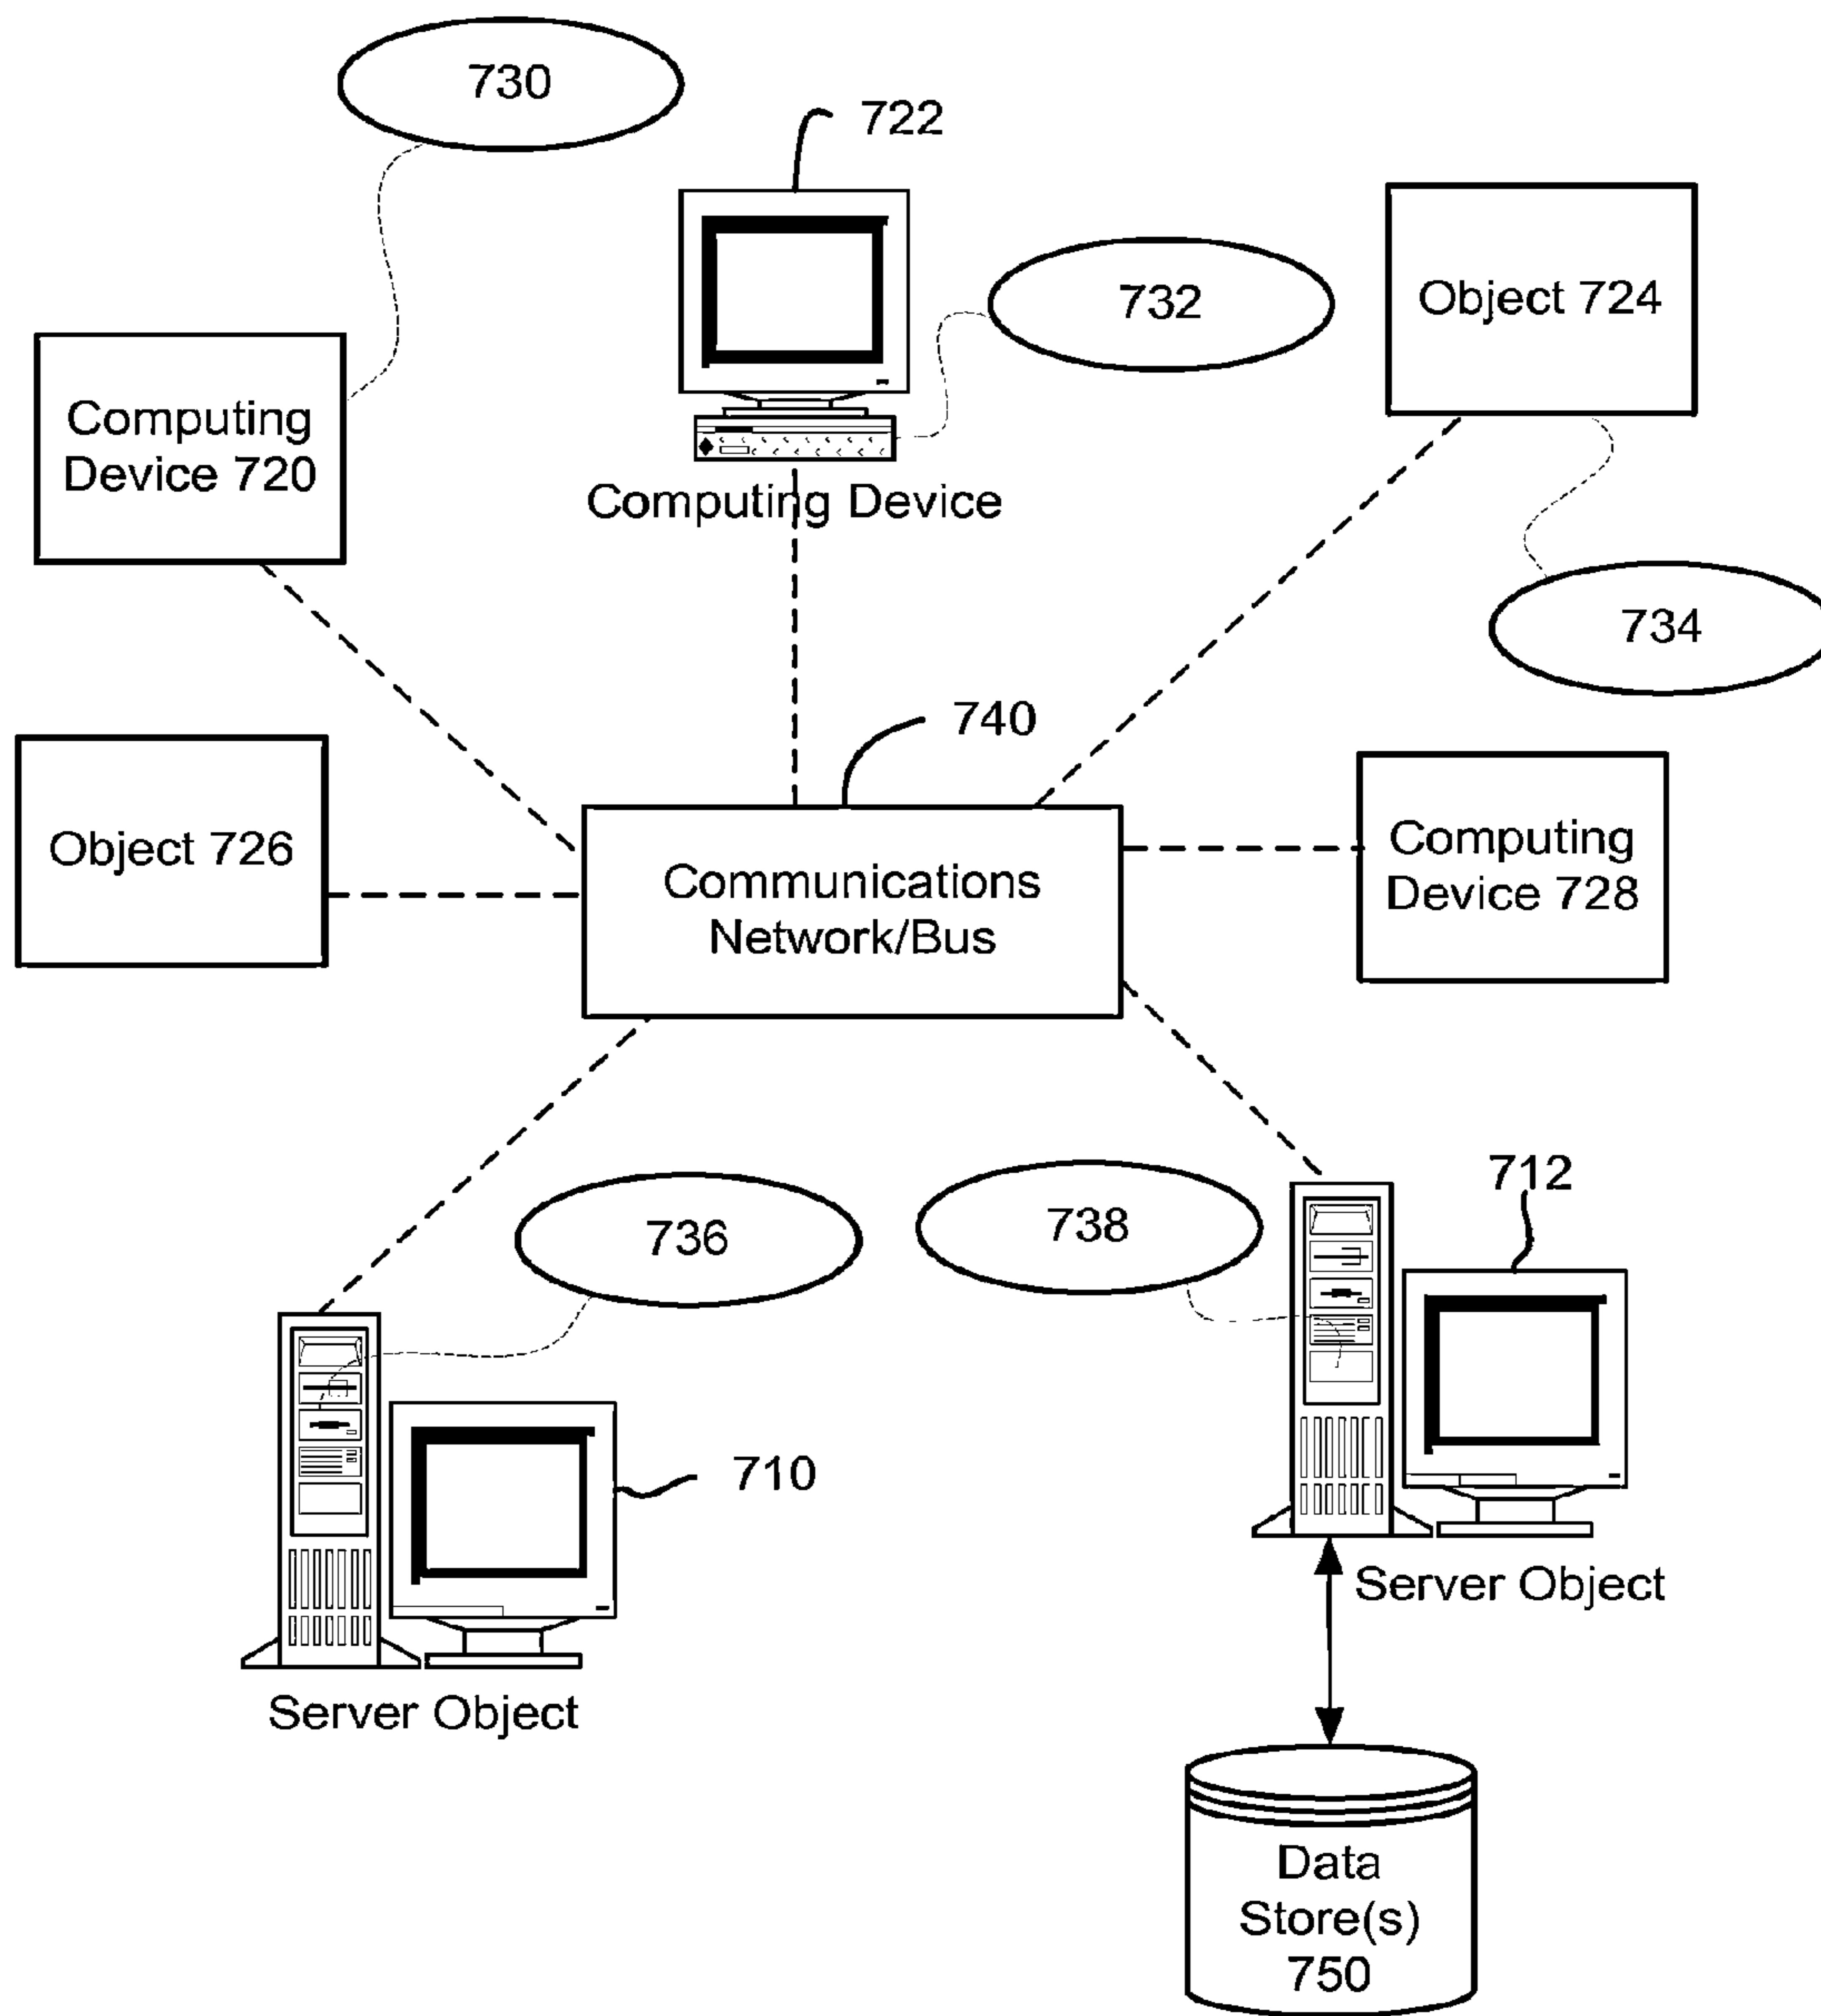 730
722
732
Object 724
Computing
Device 720
Computing Device
734
740
Object 726
Communications
Network/Bus
Computing
Device 728
736
738
712
710
Server Object
Server Object
Data
Store(s)
750